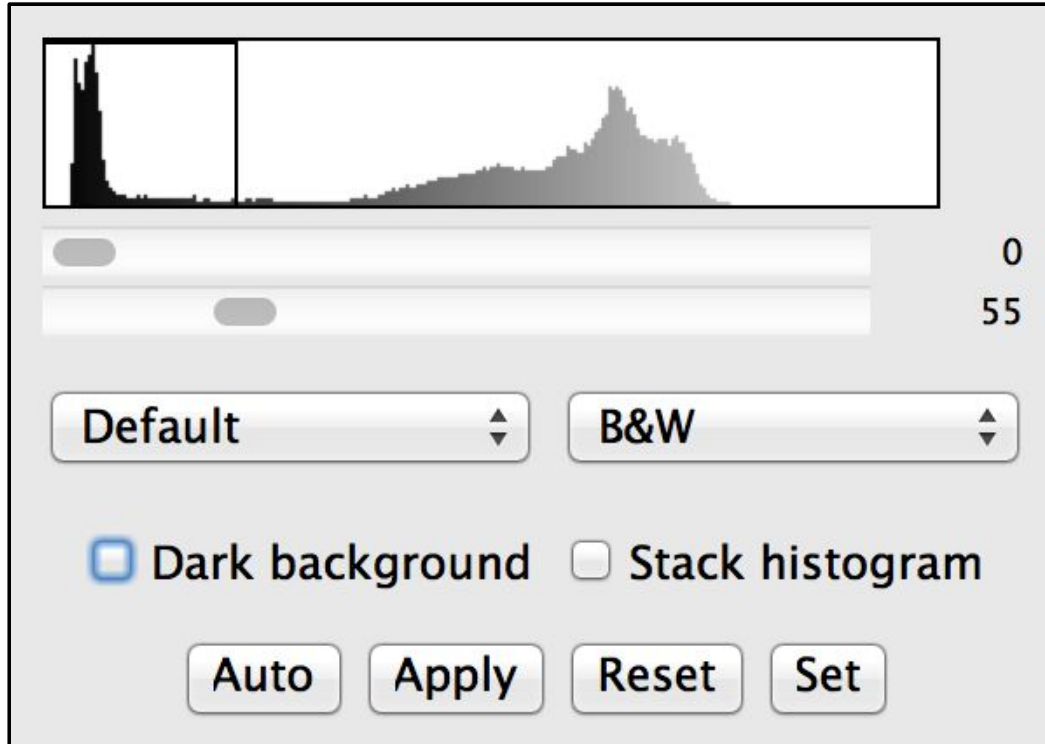 0
55
Default B&W
Dark background Stack histogram
Auto Apply Reset Set